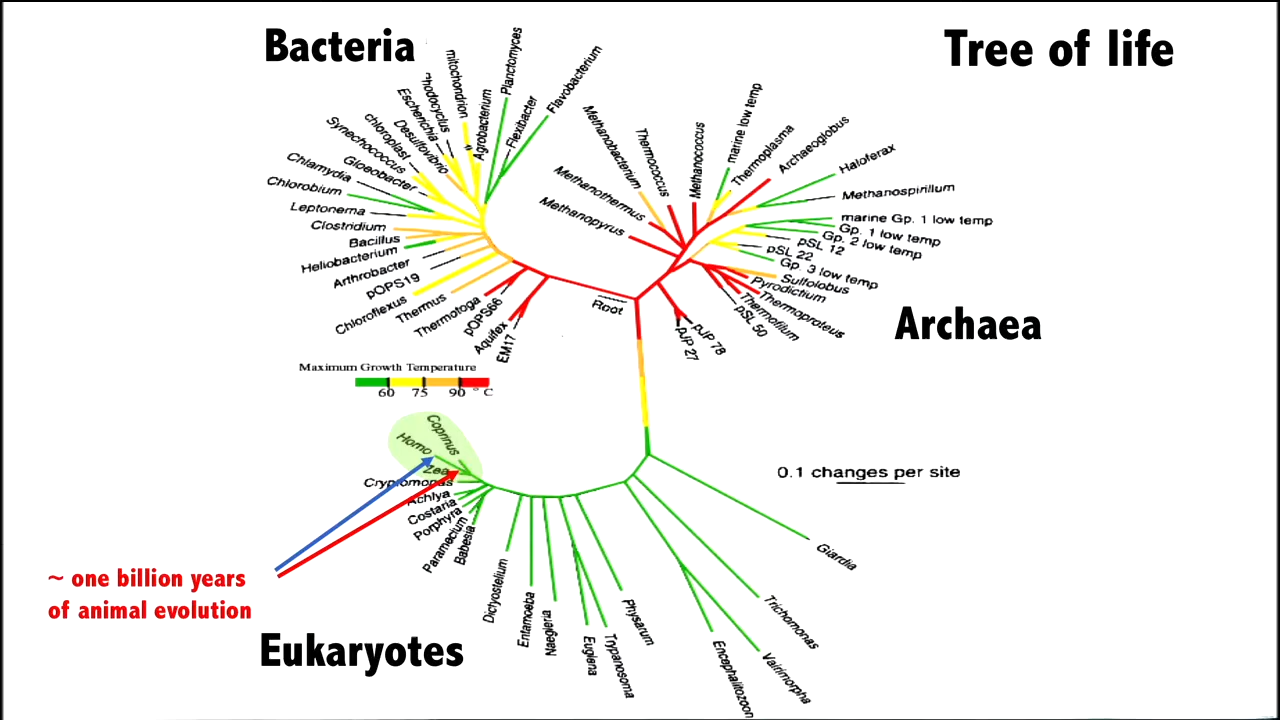 Bacteria
Tree of life
Planctomyces
Flavobacterium
mitochondrion
Rhodocyclus
Escherichia
Desulfovibrio
Agrobacterium
Flexibacter
chloroplast
Synechococcus
Gloeobacter
Chlamydia
Chlorobium
Leptonema
Clostridium
Bacillus
Heliobacterium
Arthrobacter
pOPS19
Chloroflexus
Thermus
Thermotoga
pOPS66
Aquifex
EM17
Root
Methanobacterium
Thermococcus
Methanococcus
marine low temp
Thermoplasma
Archaeoglobus
Haloferax
Methanospirillum
Methanothermus
Methanopyrus
marine Gp. 1 low temp
Gp. 1 low temp
Gp. 2 low temp
pSL 12
pSL 22
Gp. 3 low temp
Sulfolobus
Pyrodictium
Thermoproteus
Thermofilum
pSL 50
pJP 78
pJP 27
Archaea
Maximum Growth Temperature
60 75 90 ° C
Coprinus
Homo
Zea
Cryptomonas
Achlya
Costaria
Porphyra
Paramecium
Babesia
Dictyostelium
Entamoeba
Naegleria
Euglena
Trypanosoma
Physarum
Encephalitozoon
Vairimorpha
Trichomonas
Giardia
0.1 changes per site
~ one billion years
of animal evolution
Eukaryotes